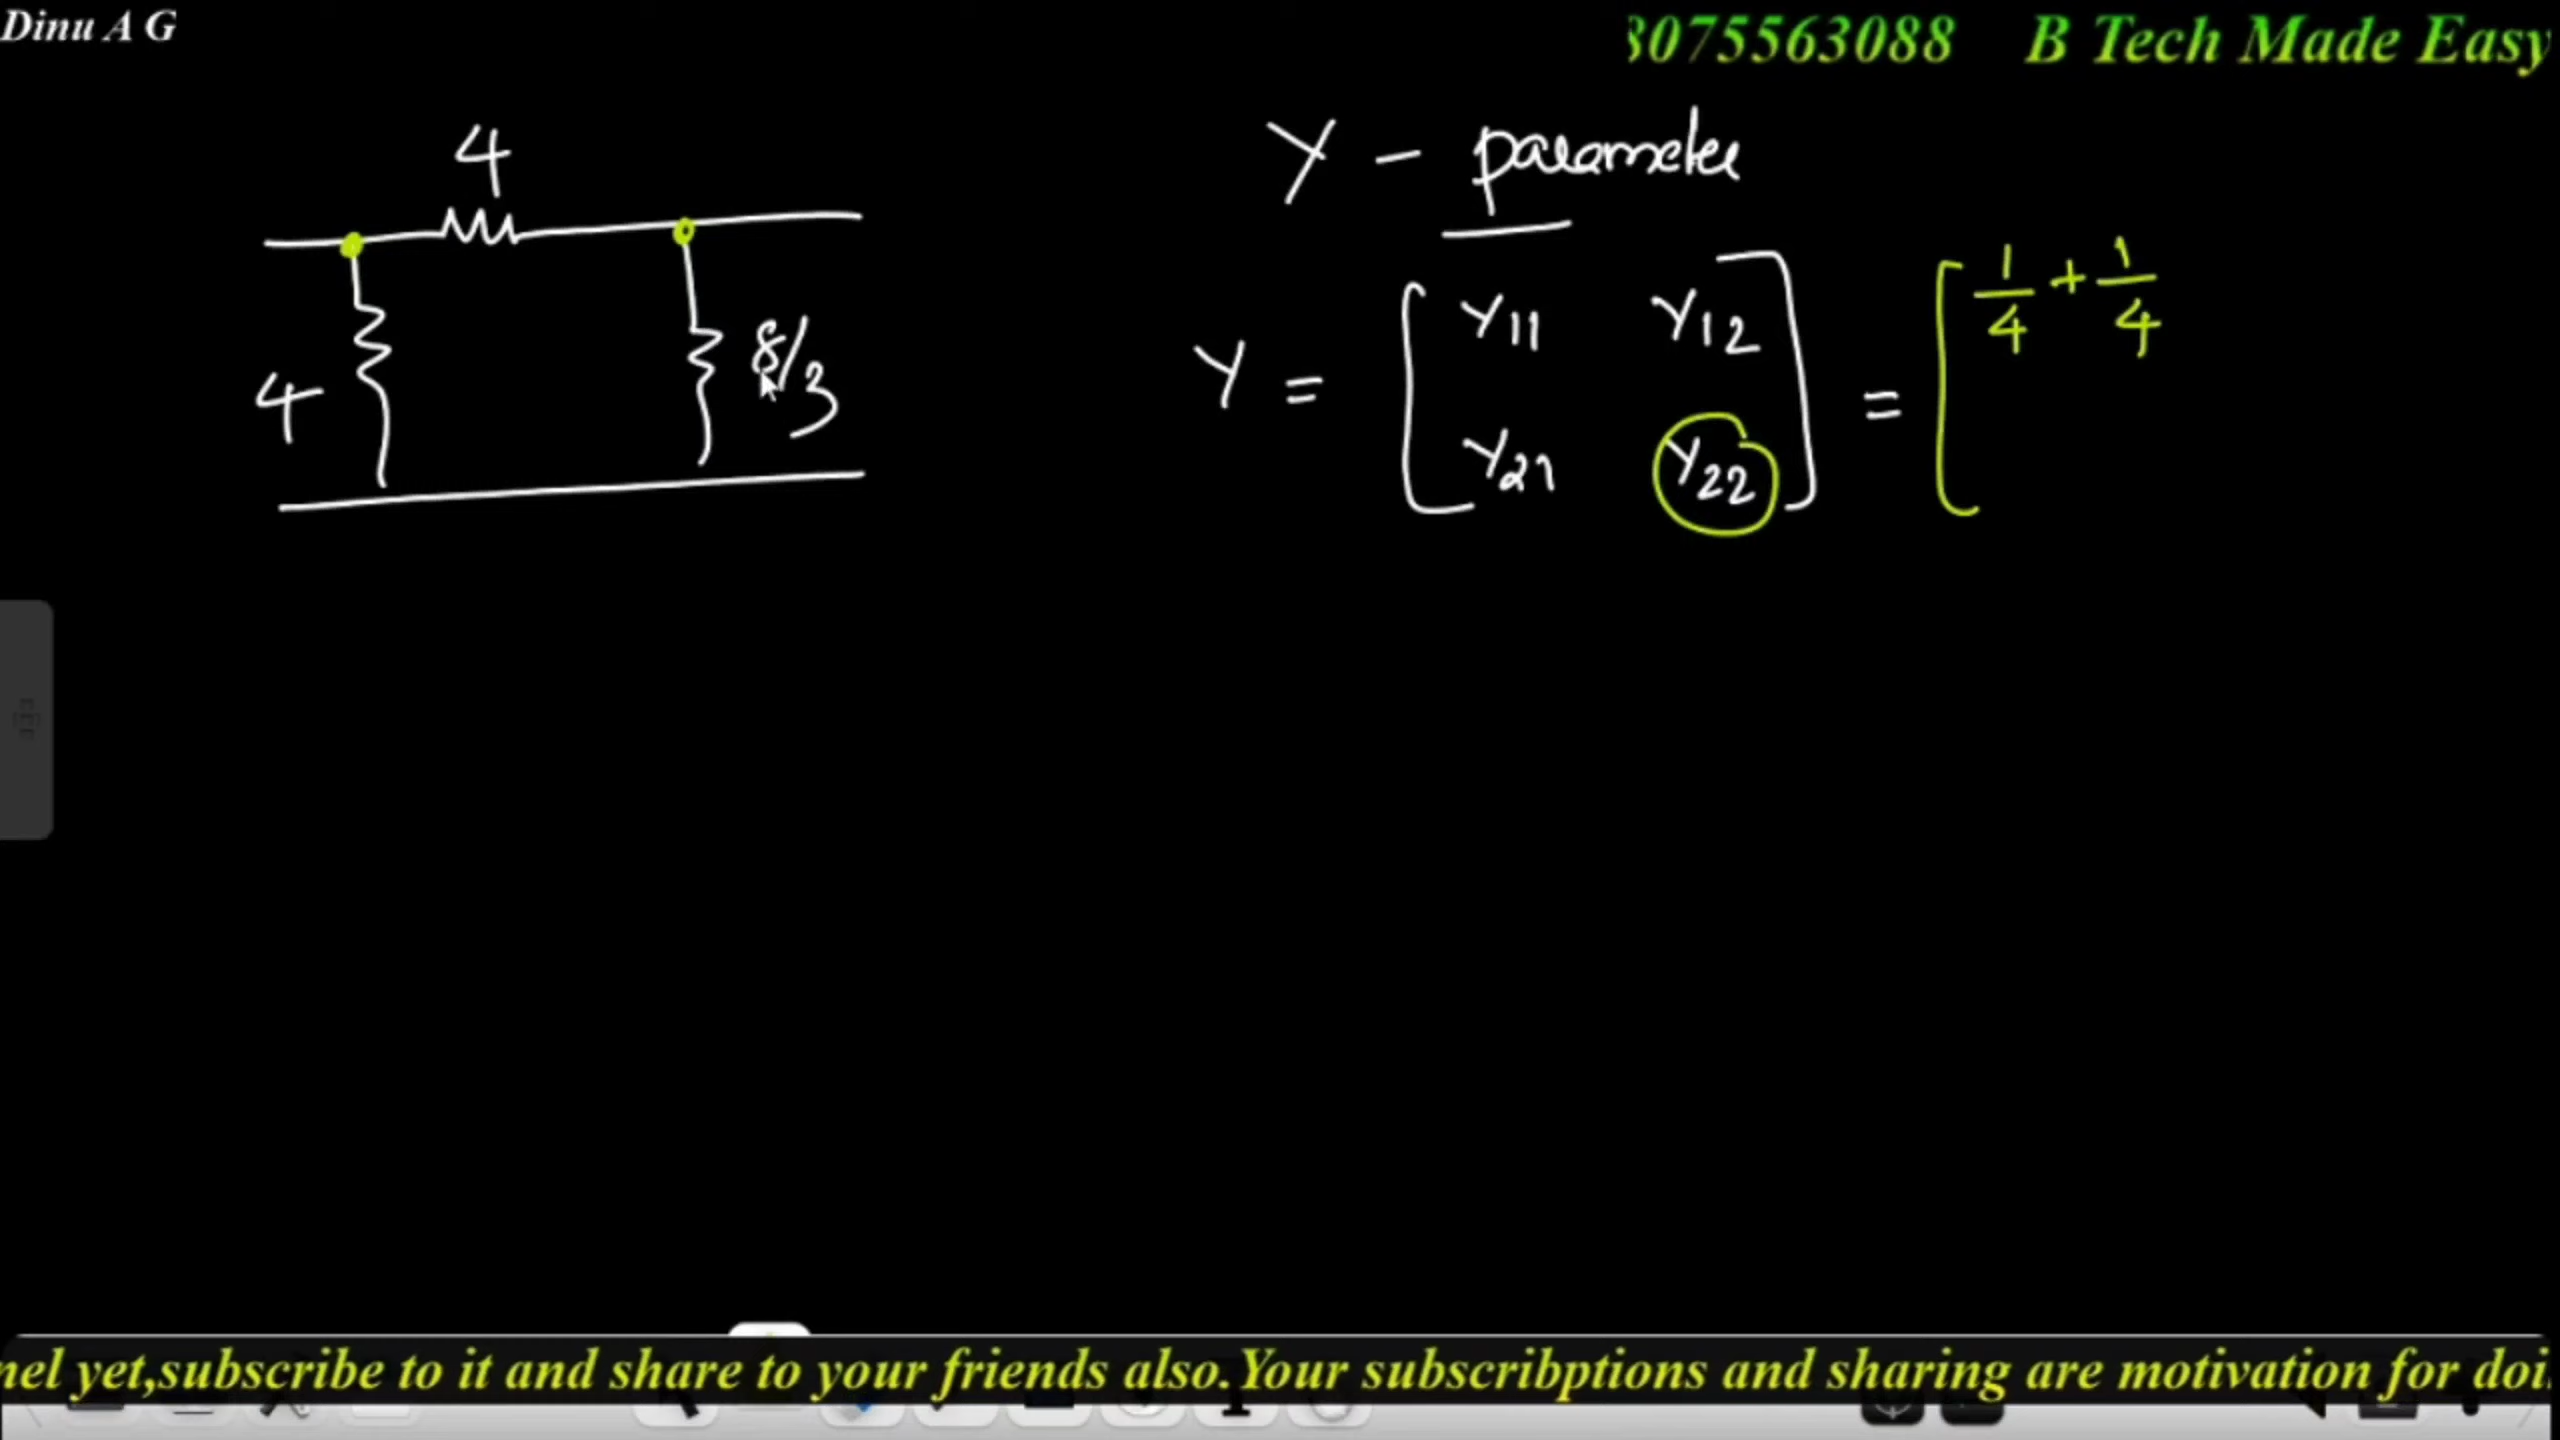 Dinu A G
8075563088 B Tech Made Easy
4
4
8/3
Y - parameter
Y = [ Y11 Y12
Y21 Y22 ] = [ 1/4 + 1/4
nel yet,subscribe to it and share to your friends also.Your subscribptions and sharing are motivation for doi